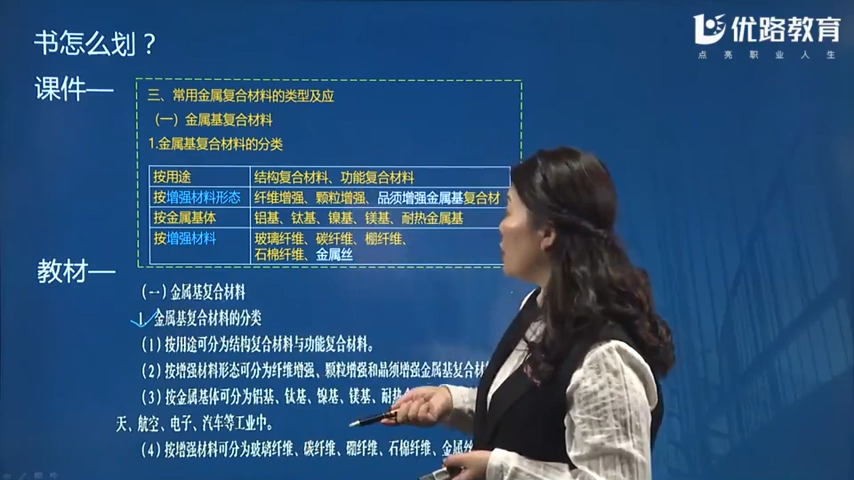 书怎么划？
优路教育
点亮职业人生
课件—
三、常用金属复合材料的类型及应
（一）金属基复合材料
1.金属基复合材料的分类
按用途 结构复合材料、功能复合材料
按增强材料形态 纤维增强、颗粒增强、品须增强金属基复合材
按金属基体 铝基、钛基、镍基、镁基、耐热金属基
按增强材料 玻璃纤维、碳纤维、棚纤维、
石棉纤维、金属丝
教材—
（一）金属基复合材料
1.金属基复合材料的分类
（1）按用途可分为结构复合材料与功能复合材料。
（2）按增强材料形态可分为纤维增强、颗粒增强和晶须增强金属基复合材
（3）按金属基体可分为铝基、钛基、镍基、镁基、耐热
天、航空、电子、汽车等工业中。
（4）按增强材料可分为玻璃纤维、碳纤维、硼纤维、石棉纤维、金属丝